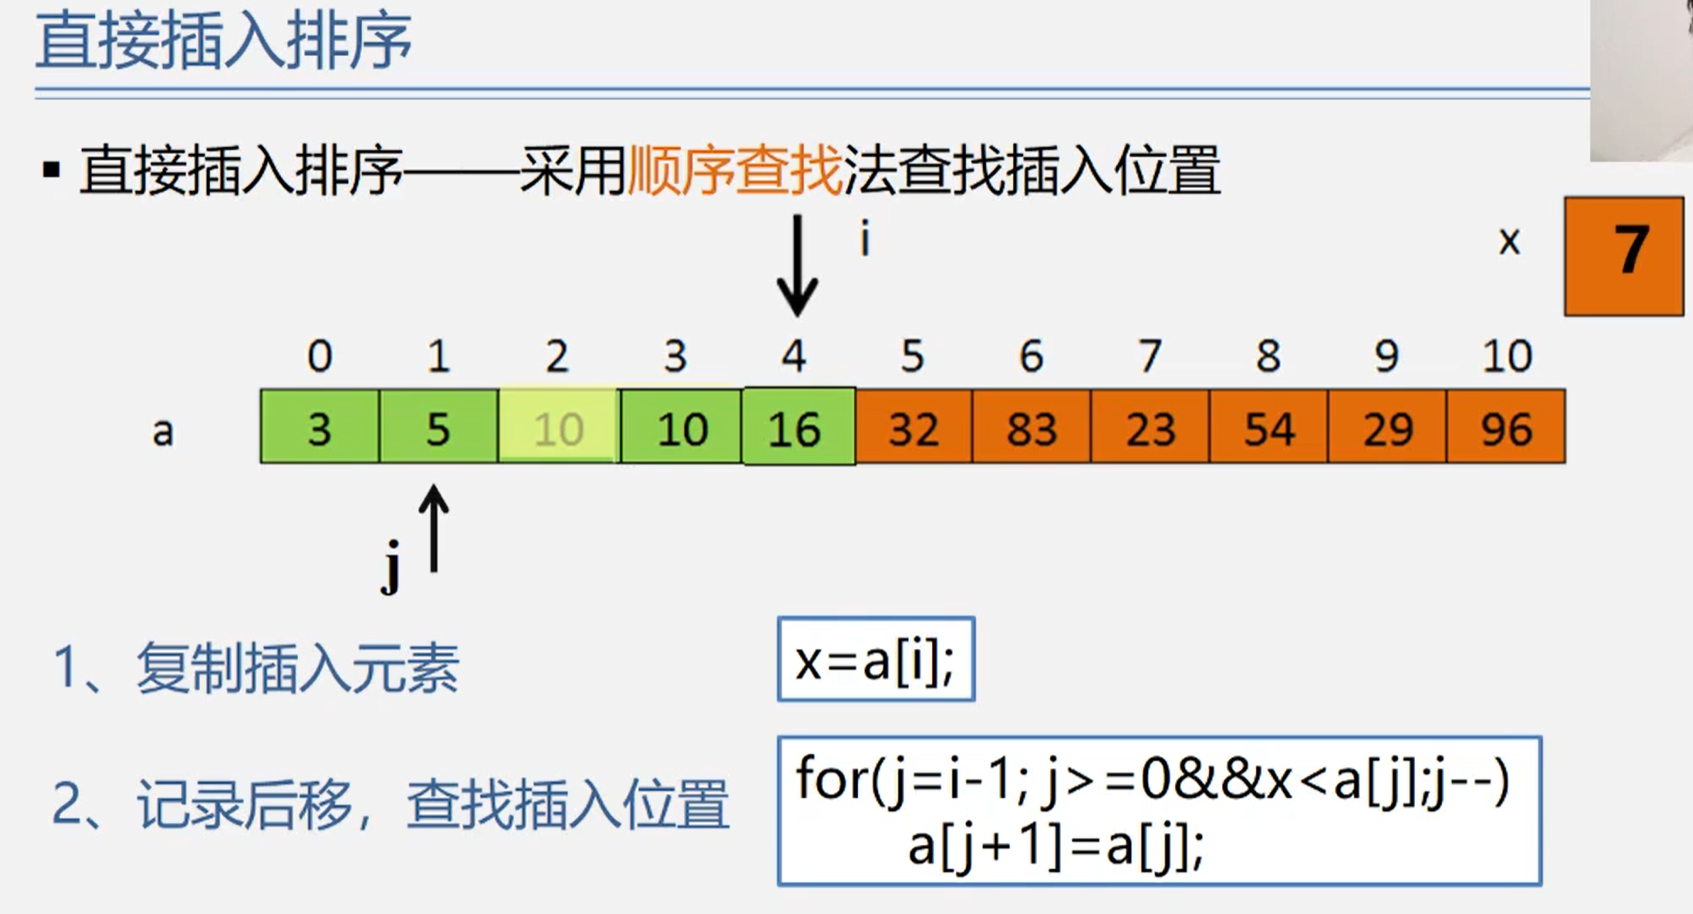 直接插入排序
▪ 直接插入排序——采用顺序查找法查找插入位置
i
x 7
0 1 2 3 4 5 6 7 8 9 10
a 3 5 10 10 16 32 83 23 54 29 96
j
1、复制插入元素 x=a[i];
2、记录后移，查找插入位置 for(j=i-1; j>=0&&x<a[j];j--)
a[j+1]=a[j];